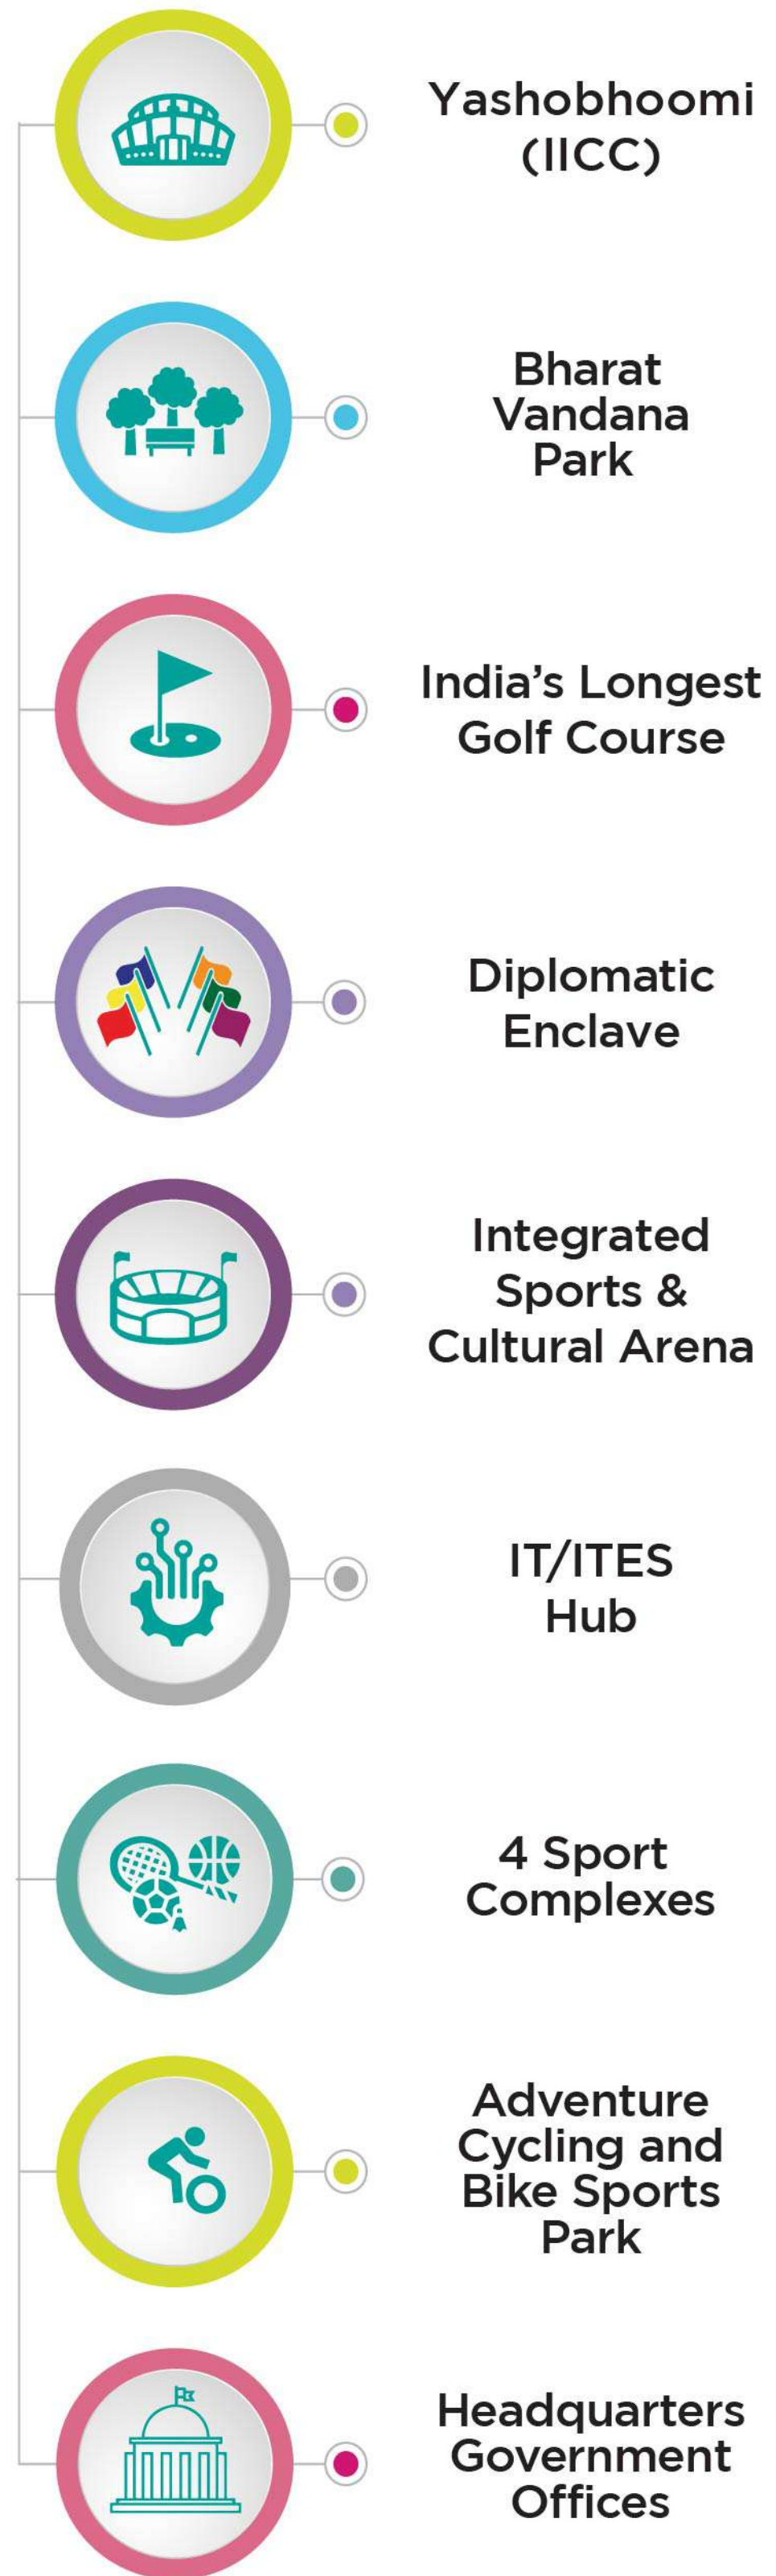 Yashobhoomi
(IICC)
Bharat
Vandana
Park
India’s Longest
Golf Course
Diplomatic
Enclave
Integrated
Sports &
Cultural Arena
IT/ITES
Hub
4 Sport
Complexes
Adventure
Cycling and
Bike Sports
Park
Headquarters
Government
Offices